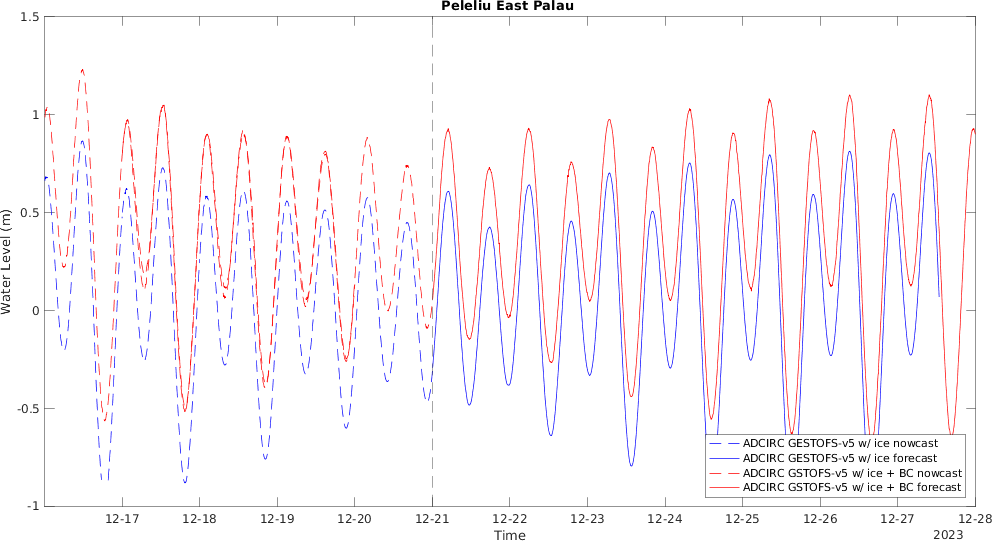 Peleliu East Palau
1.5
1
0.5
0
-0.5
-1
Water Level (m)
ADCIRC GESTOFS-v5 w/ ice nowcast
ADCIRC GESTOFS-v5 w/ ice forecast
ADCIRC GSTOFS-v5 w/ ice + BC nowcast
ADCIRC GSTOFS-v5 w/ ice + BC forecast
12-17 12-18 12-19 12-20 12-21 12-22 12-23 12-24 12-25 12-26 12-27 12-28
Time
2023